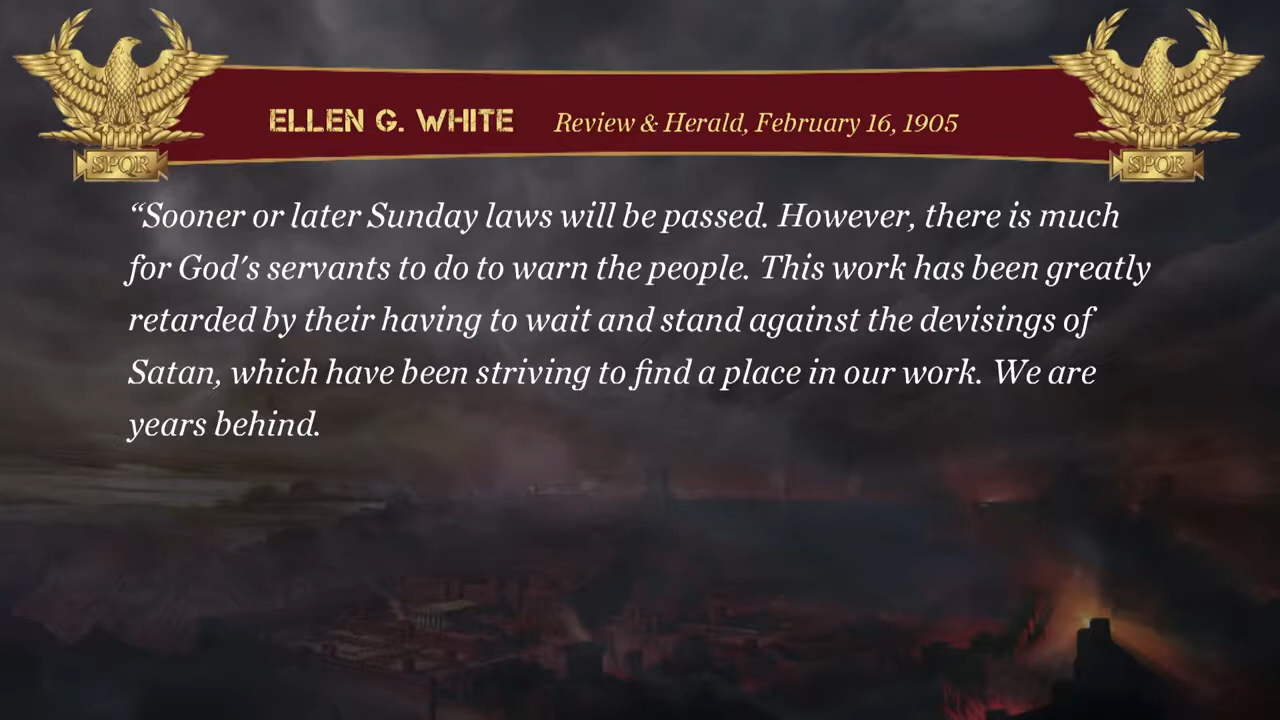 SPQR
ELLEN G. WHITE Review & Herald, February 16, 1905
SPQR
“Sooner or later Sunday laws will be passed. However, there is much
for God's servants to do to warn the people. This work has been greatly
retarded by their having to wait and stand against the devisings of
Satan, which have been striving to find a place in our work. We are
years behind.